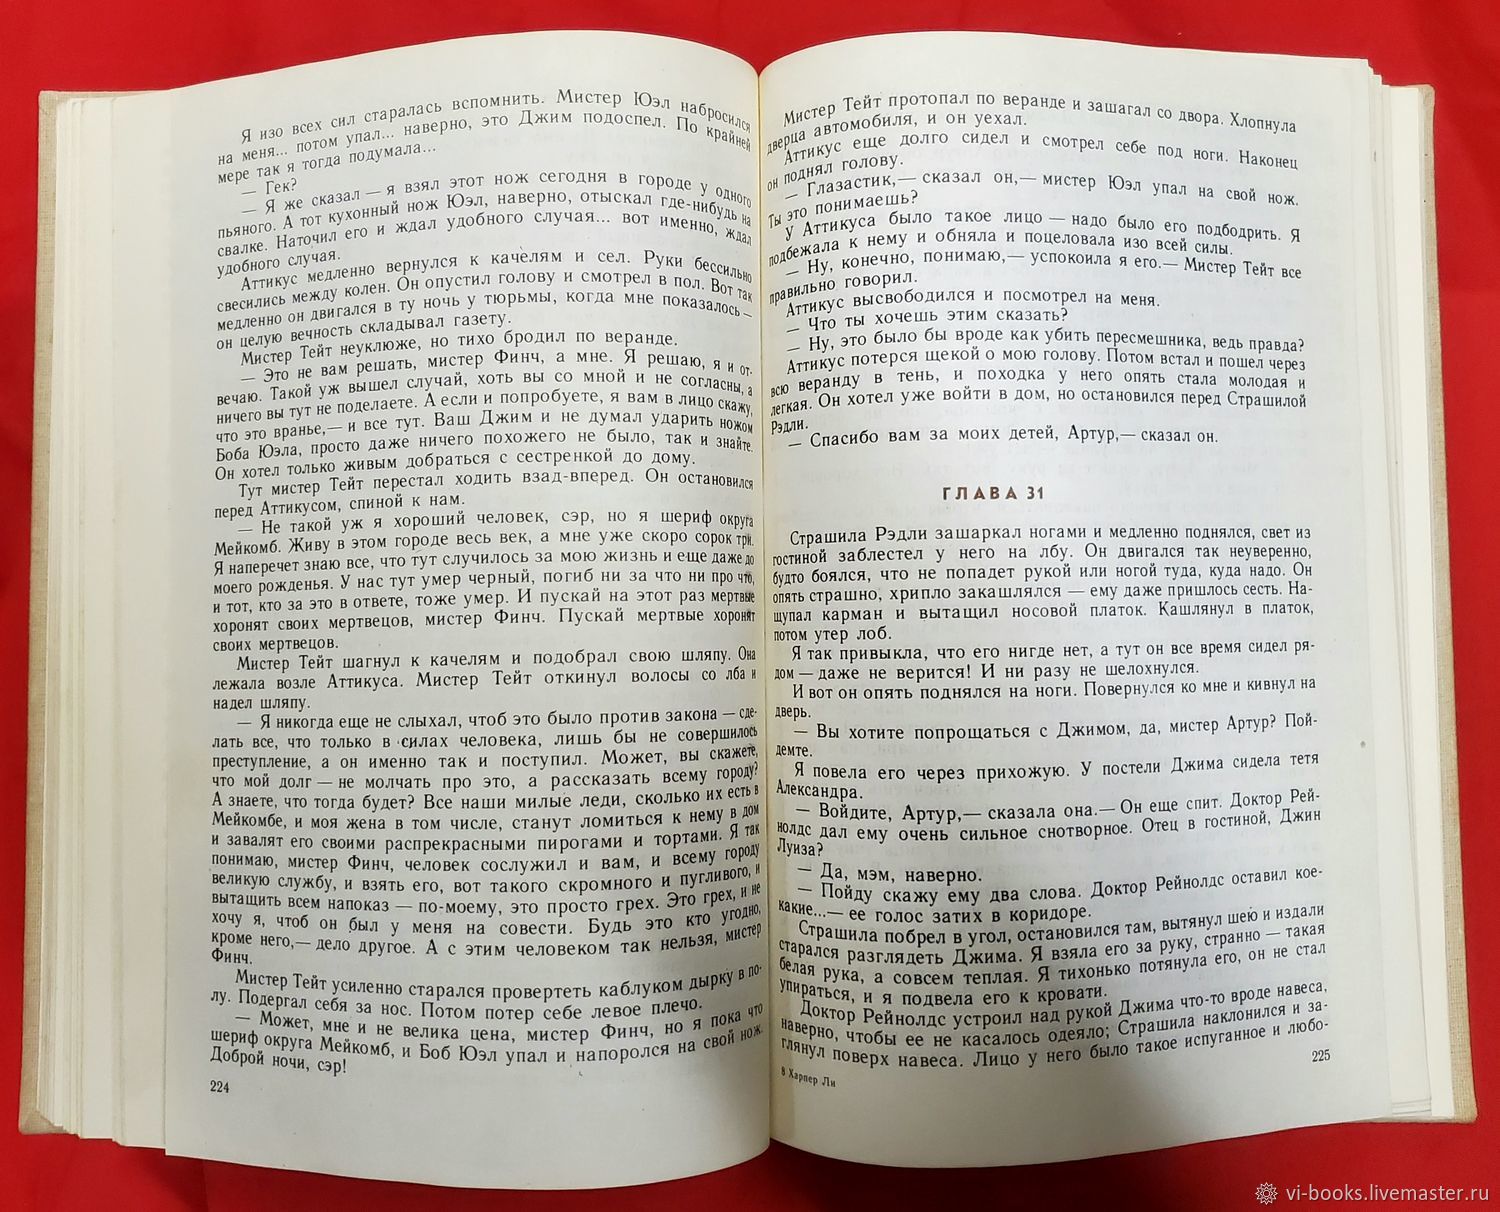 Я изо всех сил старалась вспомнить. Мистер Юэл набросился
на меня... потом упал... наверно, это Джим подоспел. По крайней
мере так я тогда подумала...
— Гек?
— Я же сказал — я взял этот нож сегодня в городе у одного
пьяного. А тот кухонный нож Юэл, наверно, отыскал где-нибудь на
свалке. Наточил его и ждал удобного случая... вот именно, ждал
удобного случая.
Аттикус медленно вернулся к качелям и сел. Руки бессильно
свесились между колен. Он опустил голову и смотрел в пол. Вот так
медленно он двигался в ту ночь у тюрьмы, когда мне показалось —
он целую вечность складывал газету.
Мистер Тейт неуклюже, но тихо бродил по веранде.
— Это не вам решать, мистер Финч, а мне. Я решаю, я и от-
вечаю. Такой уж вышел случай, хоть вы со мной и не согласны, а
ничего вы тут не поделаете. А если и попробуете, я вам в лицо скажу,
что это вранье,— и все тут. Ваш Джим и не думал ударить ножом
Боба Юэла, просто даже ничего похожего не было, так и знайте.
Он хотел только живым добраться с сестренкой до дому.
Тут мистер Тейт перестал ходить взад-вперед. Он остановился
перед Аттикусом, спиной к нам.
— Не такой уж я хороший человек, сэр, но я шериф округа
Мейкомб. Живу в этом городе весь век, а мне уже скоро сорок три.
Я наперечет знаю все, что тут случилось за мою жизнь и еще даже до
моего рожденья. У нас тут умер черный, погиб ни за что ни про что,
и тот, кто за это в ответе, тоже умер. И пускай на этот раз мертвые
хоронят своих мертвецов, мистер Финч. Пускай мертвые хоронят
своих мертвецов.
Мистер Тейт шагнул к качелям и подобрал свою шляпу. Она
лежала возле Аттикуса. Мистер Тейт откинул волосы со лба и
надел шляпу.
— Я никогда еще не слыхал, чтоб это было против закона — сде-
лать все, что только в силах человека, лишь бы не совершилось
преступление, а он именно так и поступил. Может, вы скажете,
что мой долг — не молчать про это, а рассказать всему городу?
А знаете, что тогда будет? Все наши милые леди, сколько их есть в
Мейкомбе, и моя жена в том числе, станут ломиться к нему в дом
и завалят его своими распрекрасными пирогами и тортами. Я так
понимаю, мистер Финч, человек сослужил и вам, и всему городу
великую службу, и взять его, вот такого скромного и пугливого, и
вытащить всем напоказ — по-моему, это просто грех. Это грех, и не
хочу я, чтоб он был у меня на совести. Будь это кто угодно,
кроме него,— дело другое. А с этим человеком так нельзя, мистер
Финч.
Мистер Тейт усиленно старался провертеть каблуком дырку в по-
лу. Подергал себя за нос. Потом потер себе левое плечо.
— Может, мне и не велика цена, мистер Финч, но я пока что
шериф округа Мейкомб, и Боб Юэл упал и напоролся на свой нож.
Доброй ночи, сэр!
224
Мистер Тейт протопал по веранде и зашагал со двора. Хлопнула
дверца автомобиля, и он уехал.
Аттикус еще долго сидел и смотрел себе под ноги. Наконец
он поднял голову.
— Глазастик,— сказал он,— мистер Юэл упал на свой нож.
Ты это понимаешь?
У Аттикуса было такое лицо — надо было его подбодрить. Я
подбежала к нему и обняла и поцеловала изо всей силы.
— Ну, конечно, понимаю,— успокоила я его.— Мистер Тейт все
правильно говорил.
Аттикус высвободился и посмотрел на меня.
— Что ты хочешь этим сказать?
— Ну, это было бы вроде как убить пересмешника, ведь правда?
Аттикус потерся щекой о мою голову. Потом встал и пошел через
всю веранду в тень, и походка у него опять стала молодая и
легкая. Он хотел уже войти в дом, но остановился перед Страшилой
Рэдли.
— Спасибо вам за моих детей, Артур,— сказал он.
ГЛАВА 31
Страшила Рэдли зашаркал ногами и медленно поднялся, свет из
гостиной заблестел у него на лбу. Он двигался так неуверенно,
будто боялся, что не попадет рукой или ногой туда, куда надо. Он
опять страшно, хрипло закашлялся — ему даже пришлось сесть. На-
щупал карман и вытащил носовой платок. Кашлянул в платок,
потом утер лоб.
Я так привыкла, что его нигде нет, а тут он все время сидел ря-
дом — даже не верится! И ни разу не шелохнулся.
И вот он опять поднялся на ноги. Повернулся ко мне и кивнул на
дверь.
— Вы хотите попрощаться с Джимом, да, мистер Артур? Пой-
демте.
Я повела его через прихожую. У постели Джима сидела тетя
Александра.
— Войдите, Артур,— сказала она.— Он еще спит. Доктор Рей-
нолдс дал ему очень сильное снотворное. Отец в гостиной, Джин
Луиза?
— Да, мэм, наверно.
— Пойду скажу ему два слова. Доктор Рейнолдс оставил кое-
какие...— ее голос затих в коридоре.
Страшила побрел в угол, остановился там, вытянул шею и издали
старался разглядеть Джима. Я взяла его за руку, странно — такая
белая рука, а совсем теплая. Я тихонько потянула его, он не стал
упираться, и я подвела его к кровати.
Доктор Рейнолдс устроил над рукой Джима что-то вроде навеса,
наверно, чтобы ее не касалось одеяло; Страшила наклонился и за-
глянул поверх навеса. Лицо у него было такое испуганное и любо-
8 Харпер Ли
225
vi-books.livemaster.ru